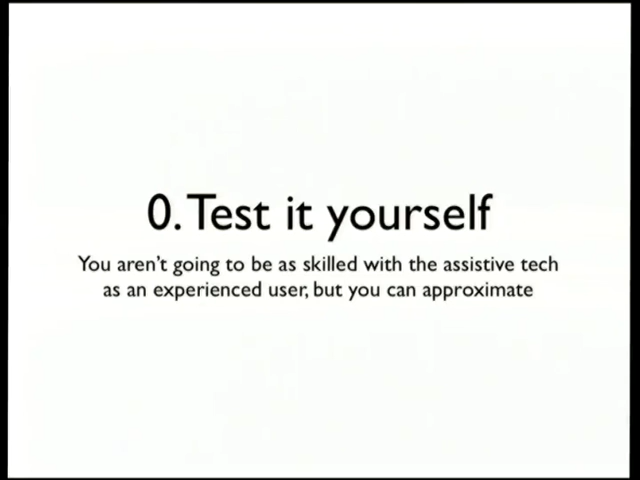 0. Test it yourself
You aren't going to be as skilled with the assistive tech
as an experienced user, but you can approximate